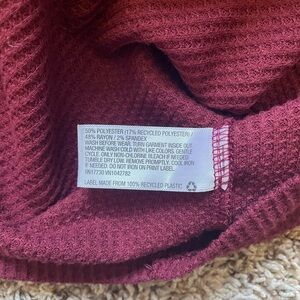 50% POLYESTER (17% RECYCLED POLYESTER) /
48% RAYON / 2% SPANDEX
WASH BEFORE WEAR. TURN GARMENT INSIDE OUT
MACHINE WASH COLD WITH LIKE COLORS, GENTLE
CYCLE. ONLY NON-CHLORINE BLEACH IF NEEDED
TUMBLE DRY LOW. REMOVE PROMPTLY. COOL IRON
IF NEEDED. DO NOT IRON ON PRINT LABEL.
RN17730 VN1042782
LABEL MADE FROM 100% RECYCLED PLASTIC